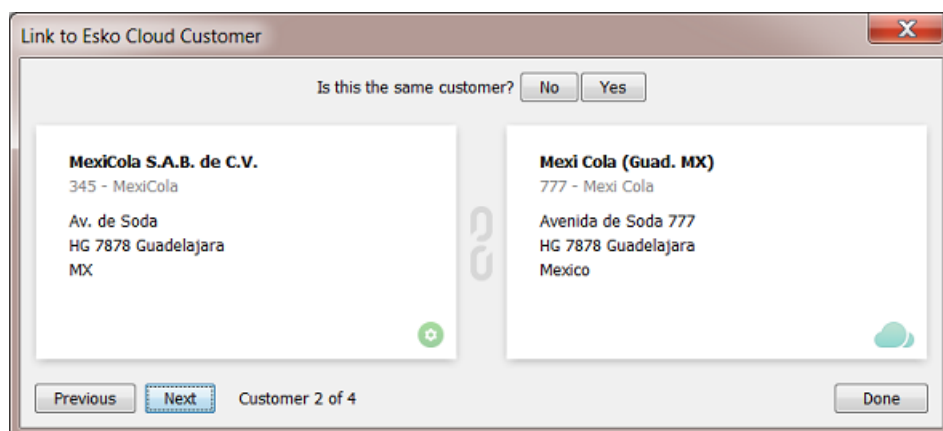 Link to Esko Cloud Customer
X
Is this the same customer? No Yes
MexiCola S.A.B. de C.V.
345 - MexiCola
Av. de Soda
HG 7878 Guadelajara
MX
Mexi Cola (Guad. MX)
777 - Mexi Cola
Avenida de Soda 777
HG 7878 Guadelajara
Mexico
Previous Next Customer 2 of 4 Done